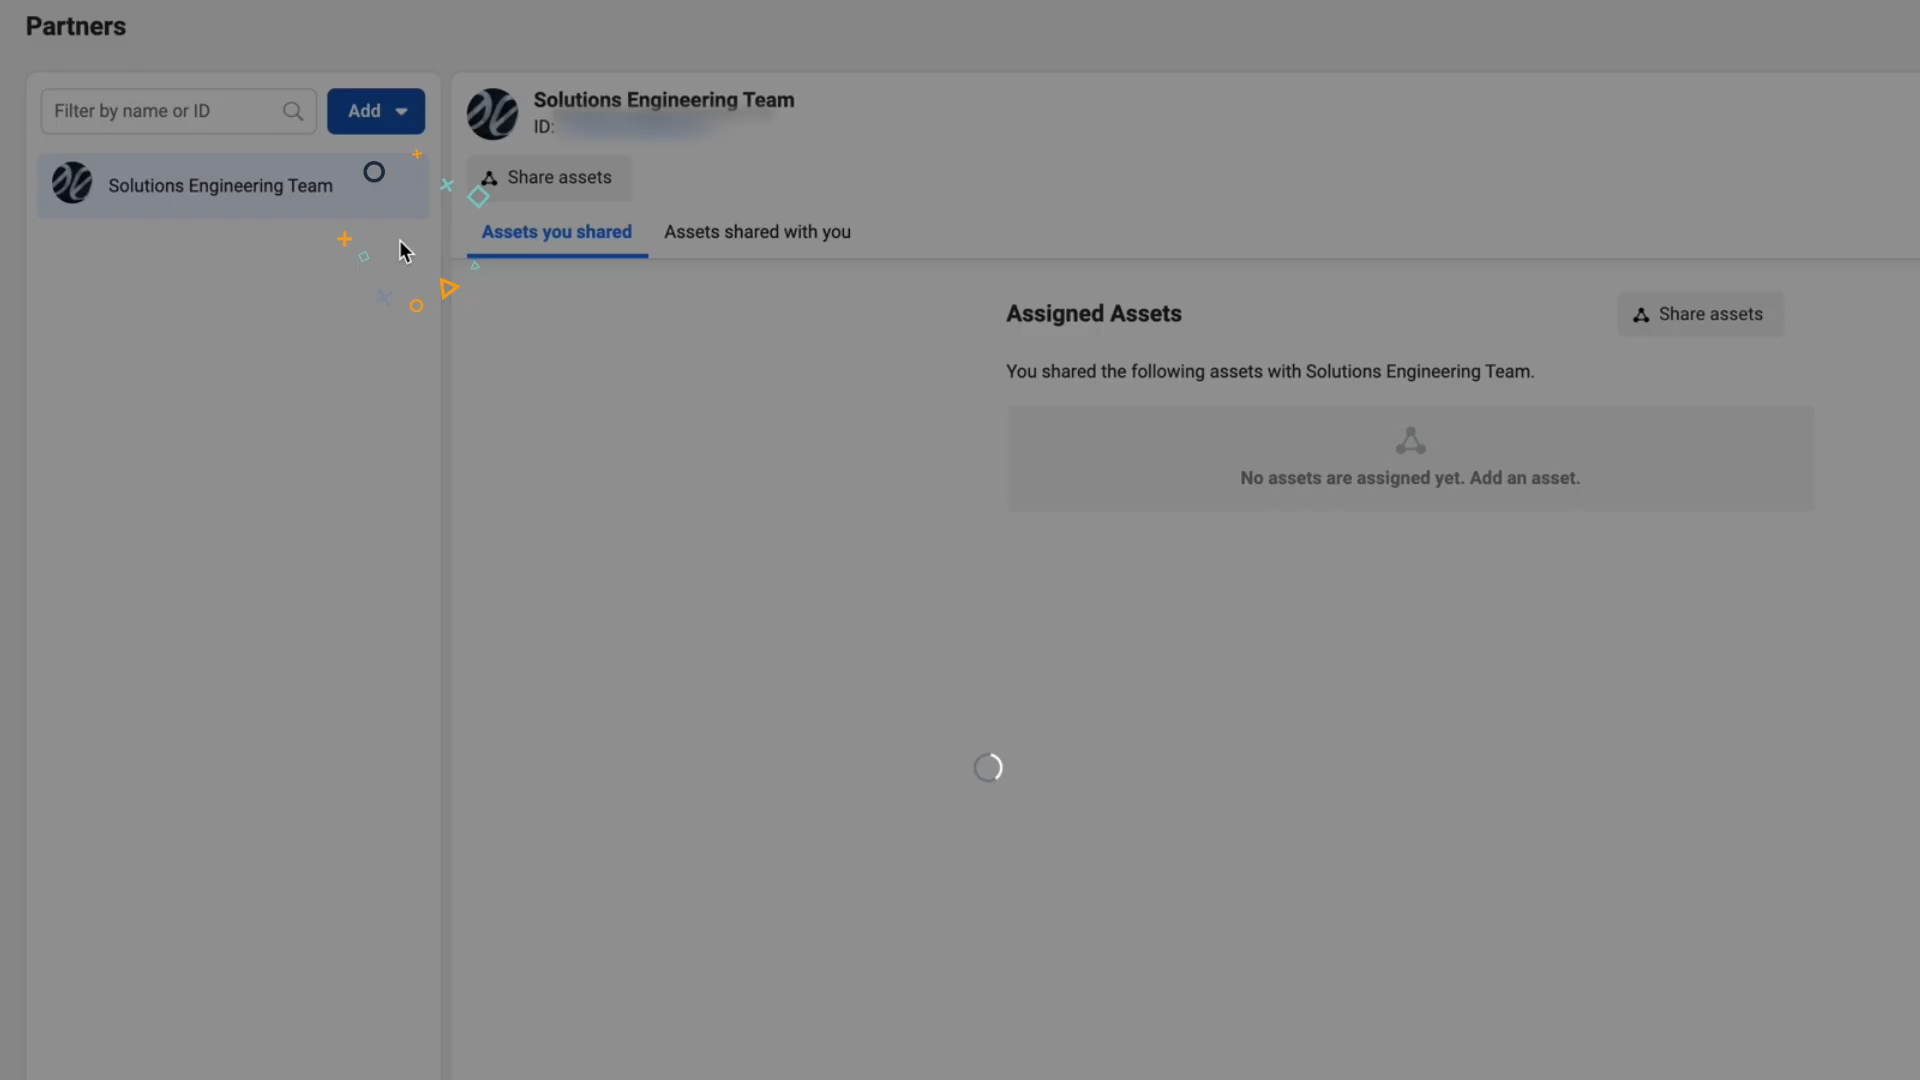 Partners
Filter by name or ID
Add
Solutions Engineering Team
Solutions Engineering Team
ID:
Share assets
Assets you shared
Assets shared with you
Assigned Assets
Share assets
You shared the following assets with Solutions Engineering Team.
No assets are assigned yet. Add an asset.